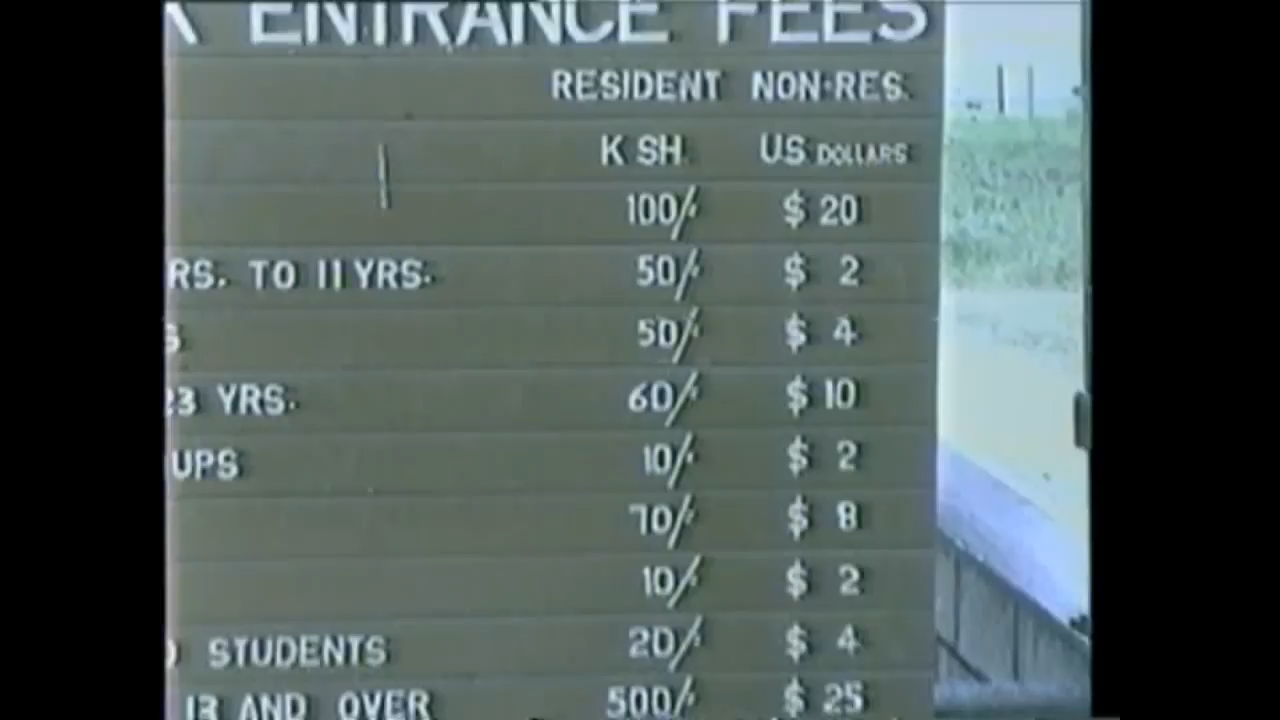 ENTRANCE FEES
RESIDENT NON-RES.
K SH. US DOLLARS
100/- $ 20
RS. TO 11 YRS. 50/- $ 2
50/- $ 4
23 YRS. 60/- $ 10
UPS 10/- $ 2
70/- $ 8
10/- $ 2
STUDENTS 20/- $ 4
13 AND OVER 500/- $ 25